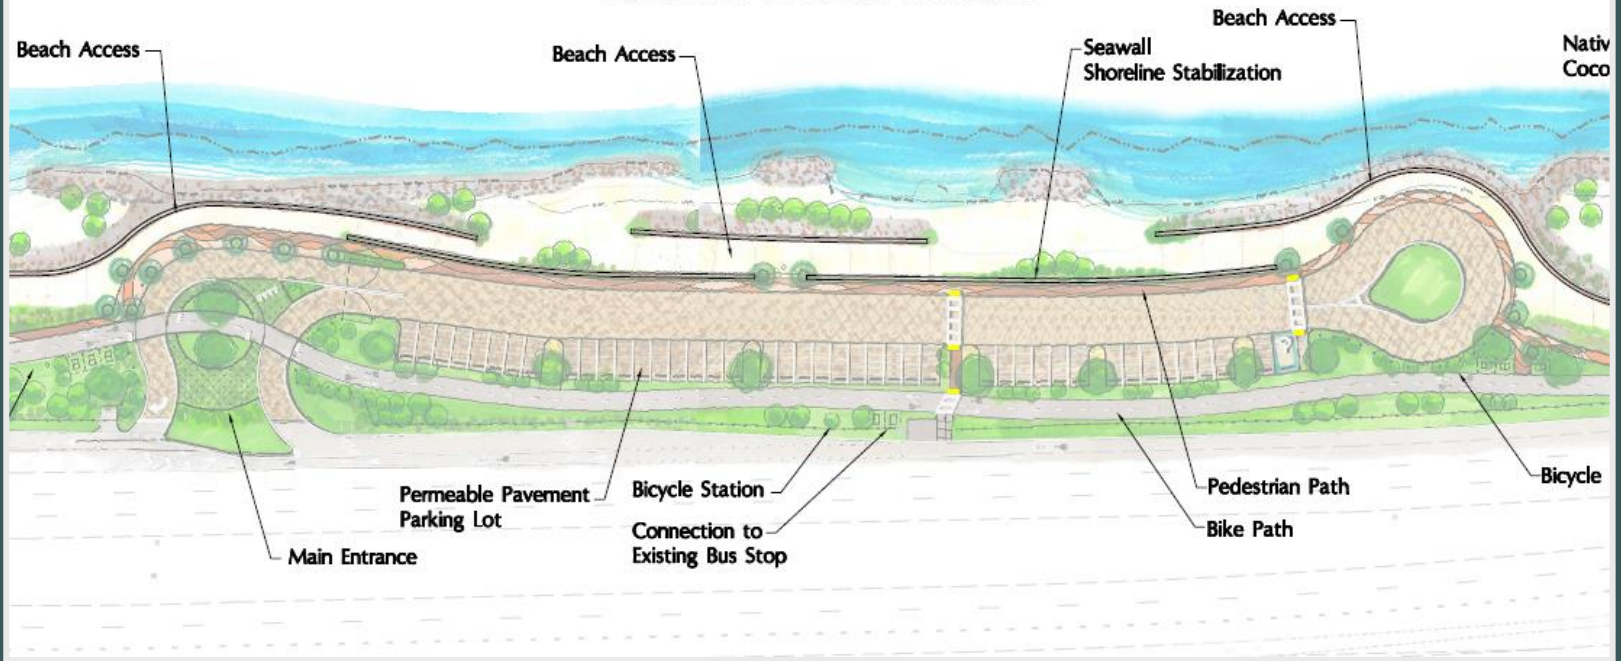 Beach Access
Beach Access
Beach Access
Seawall
Shoreline Stabilization
Nativ
Coco
Permeable Pavement
Parking Lot
Bicycle Station
Connection to
Existing Bus Stop
Main Entrance
Pedestrian Path
Bike Path
Bicycle